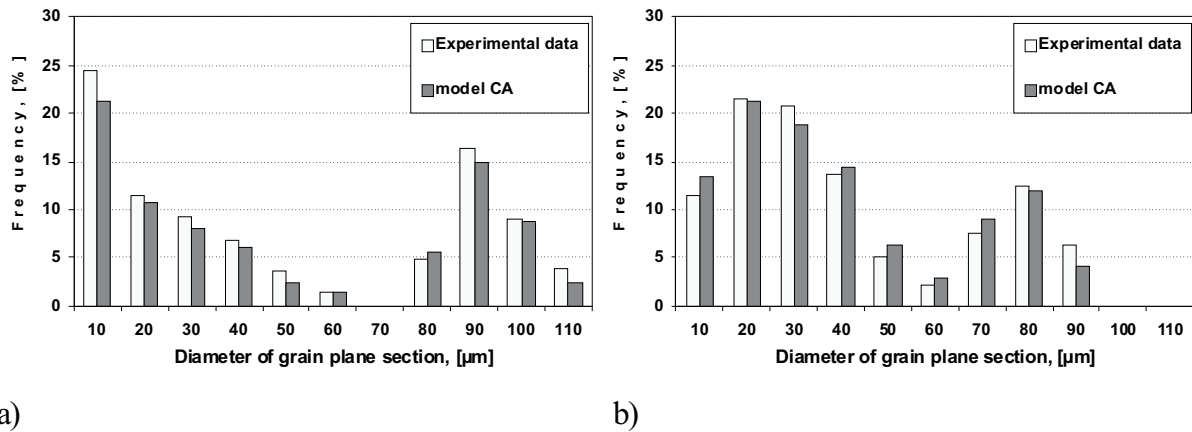 30
25
20
15
10
5
0
F r e q u e n c y , [ % ]
Experimental data
model CA
10 20 30 40 50 60 70 80 90 100 110
Diameter of grain plane section, [µm]
a)
30
25
20
15
10
5
0
F r e q u e n c y , [ % ]
Experimental data
model CA
10 20 30 40 50 60 70 80 90 100 110
Diameter of grain plane section, [µm]
b)